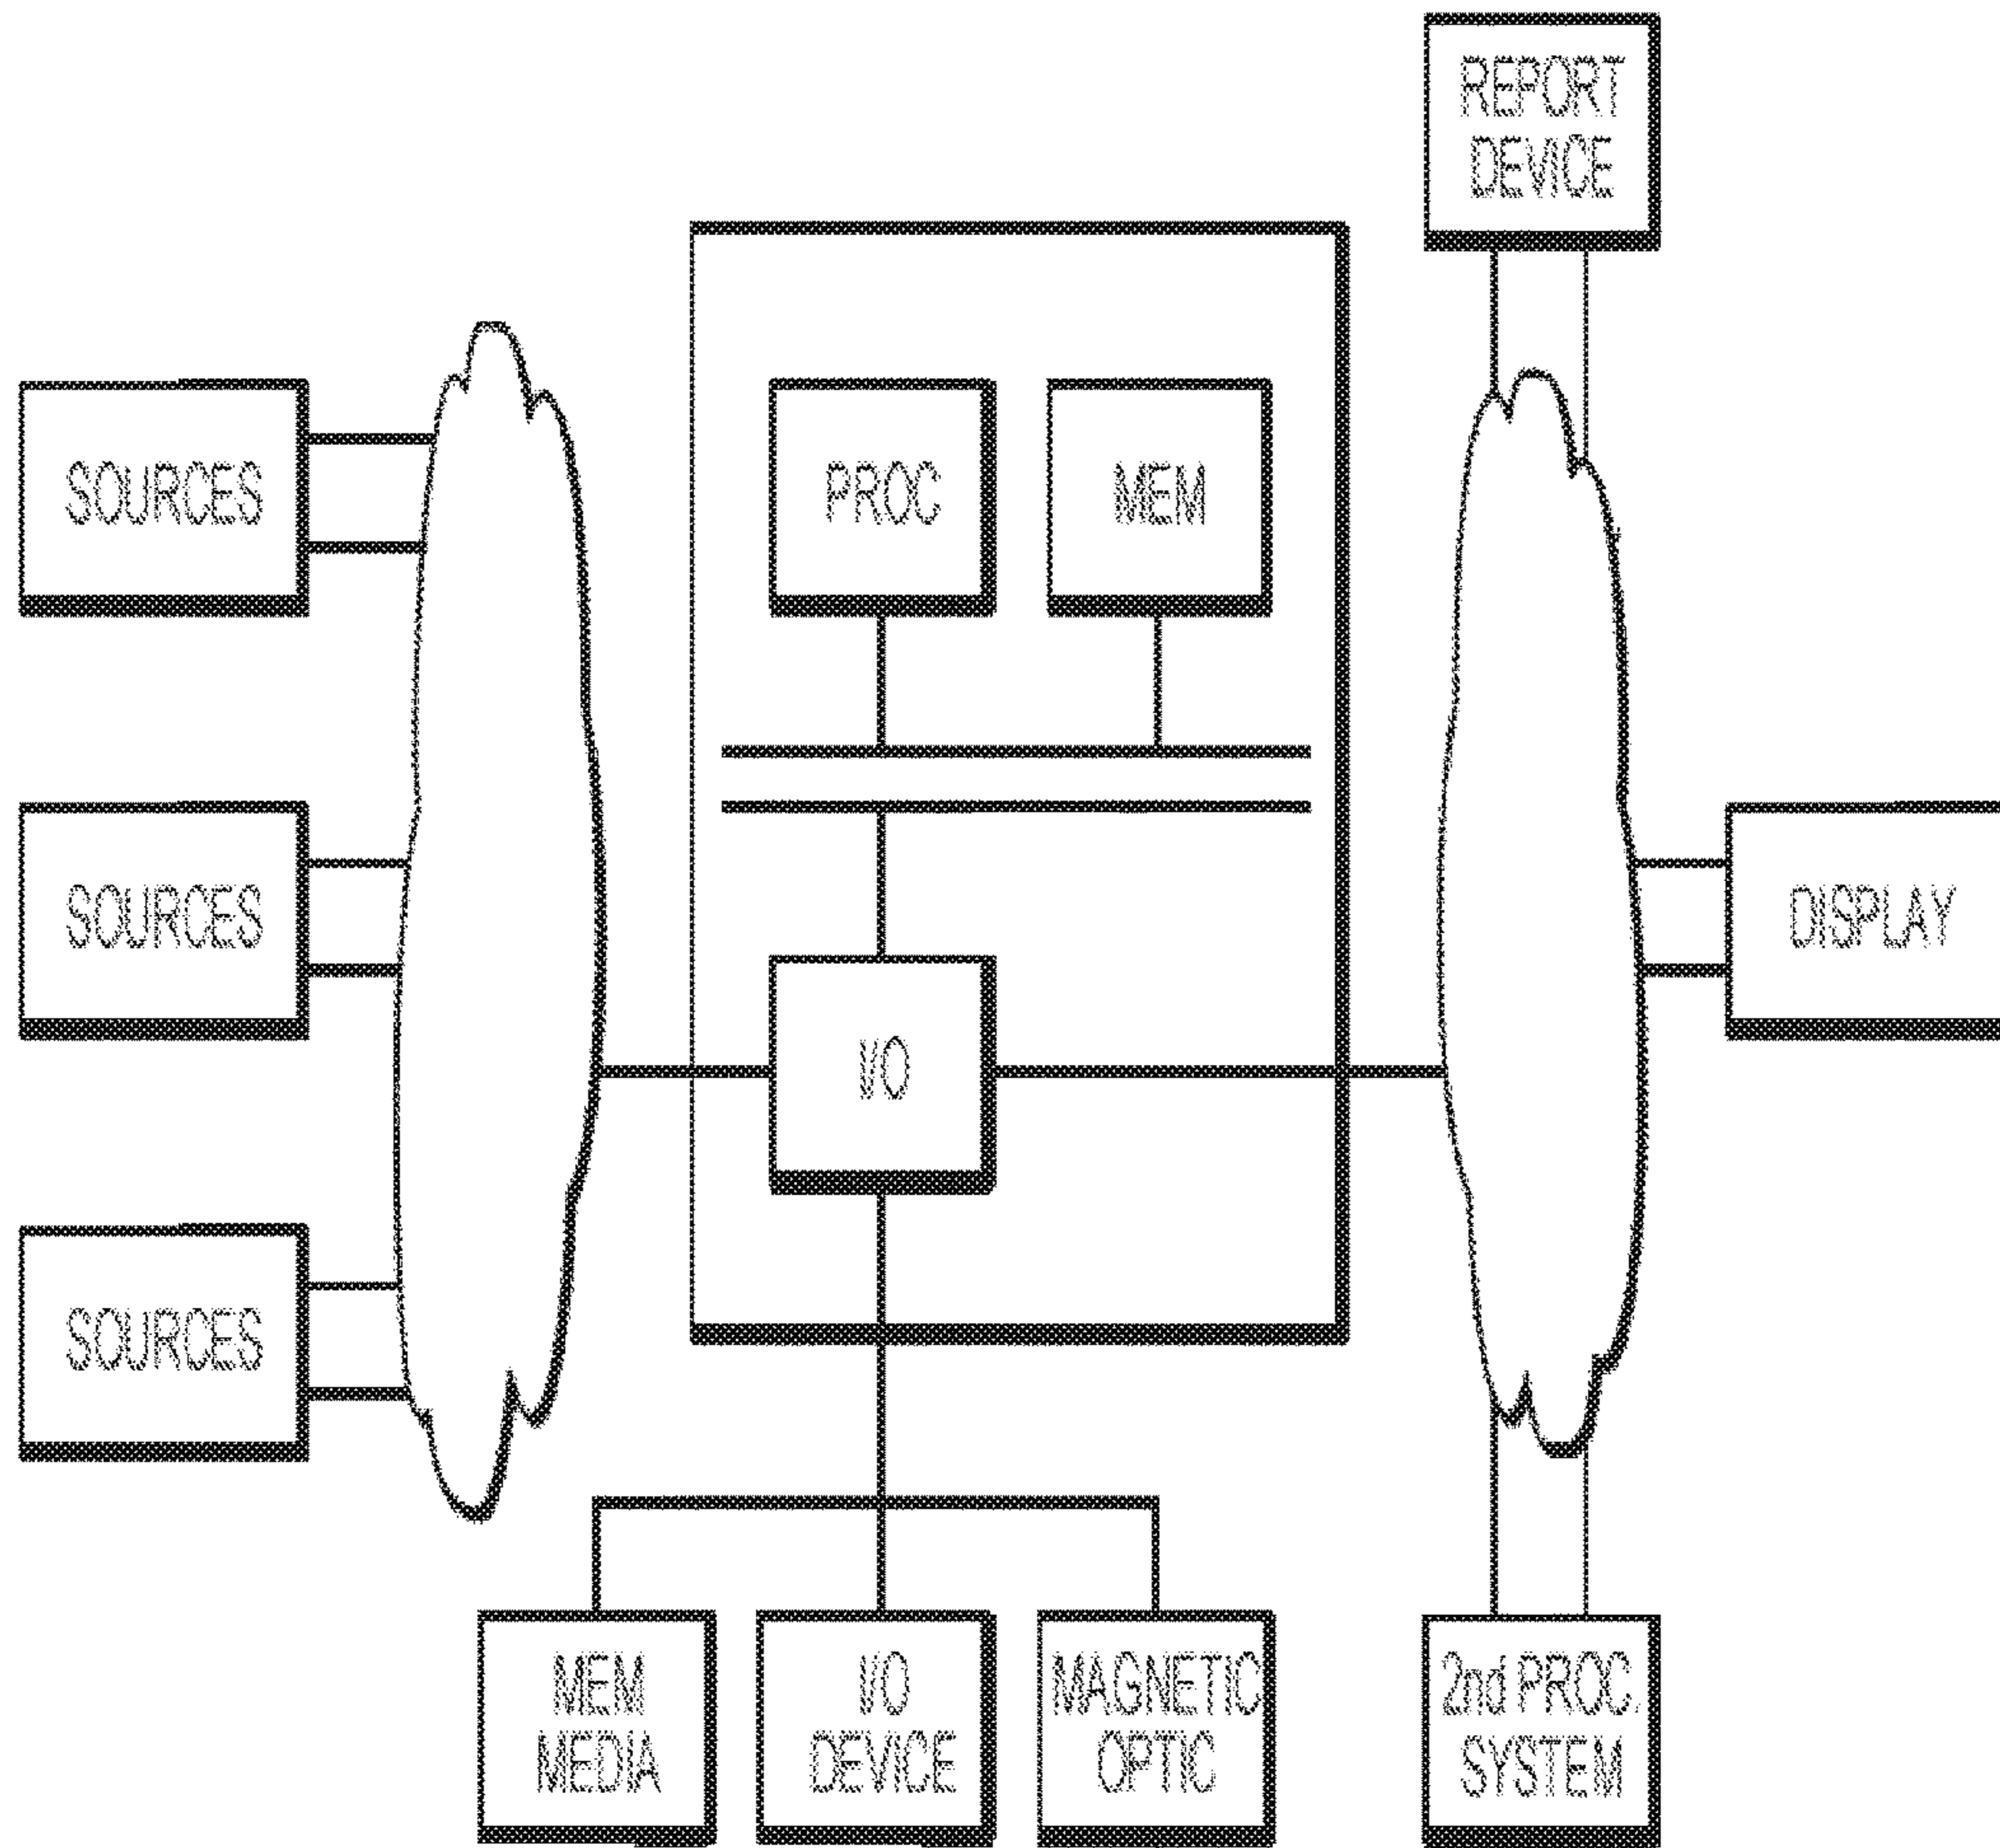 REPORT
DEVICE
SOURCES
PROC
MEM
SOURCES
DISPLAY
I/O
SOURCES
MEM
MEDIA
I/O
DEVICE
MAGNETIC
OPTIC
2nd PROC.
SYSTEM